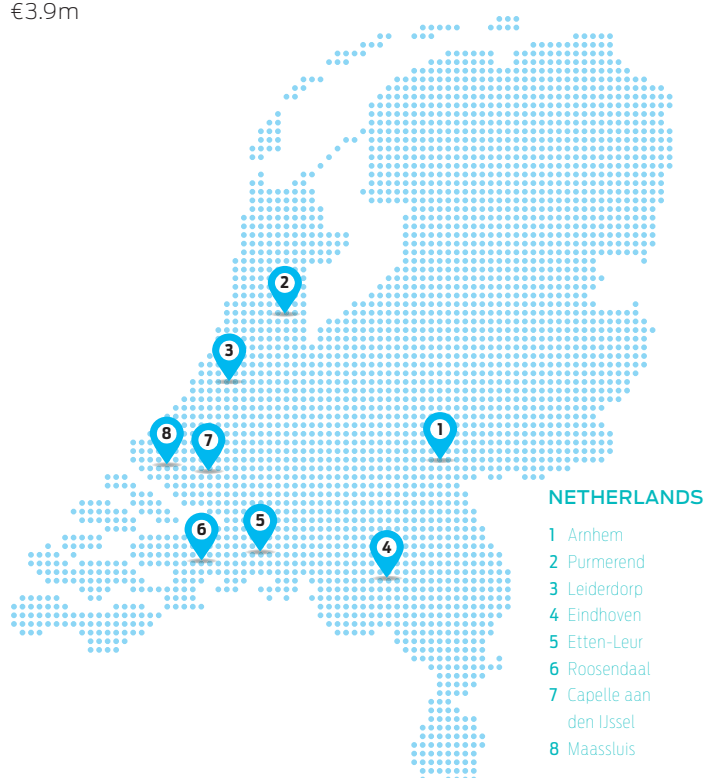 €3.9m
2
3
8
7
1
5
6
4
NETHERLANDS
1 Arnhem
2 Purmerend
3 Leiderdorp
4 Eindhoven
5 Etten-Leur
6 Roosendaal
7 Capelle aan
den IJssel
8 Maassluis